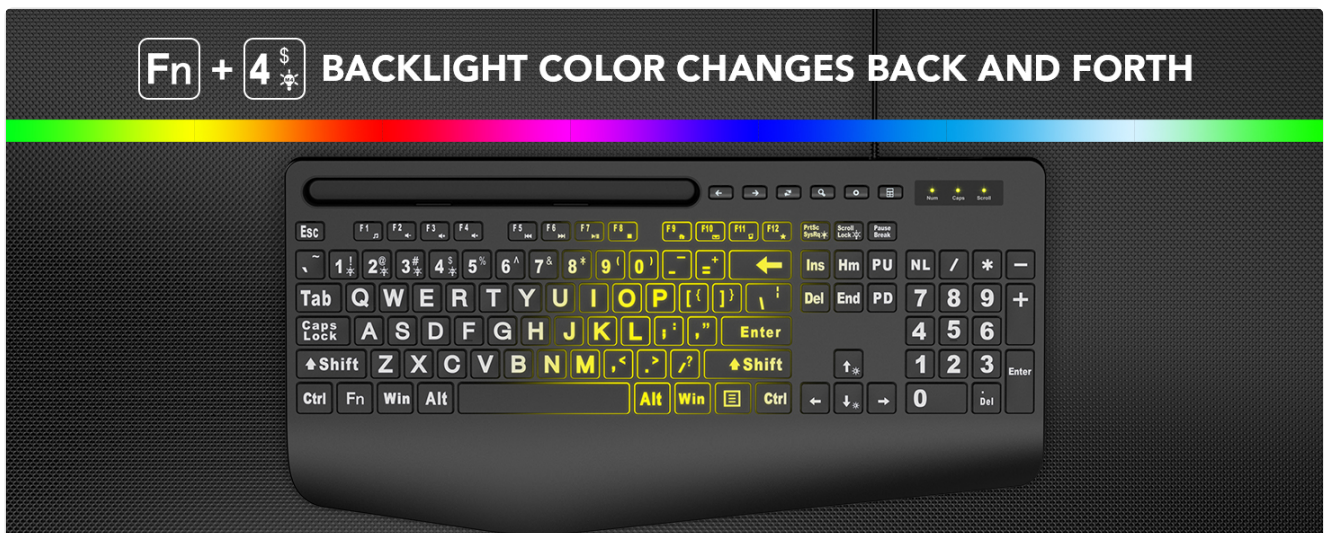 Fn + 4 $ BACKLIGHT COLOR CHANGES BACK AND FORTH
Num Caps Scroll
Esc F1 F2 F3 F4 F5 F6 F7 F8 F9 F10 F11 F12 PrtSc SysRq Scroll Lock Pause Break
` ~ 1 ! 2 @ 3 # 4 $ 5 % 6 ^ 7 & 8 * 9 ( 0 ) - _ = + ← Ins Hm PU NL / * -
Tab Q W E R T Y U I O P [ { ] } \ ¦ Del End PD 7 8 9 +
Caps Lock A S D F G H J K L ; : ' " Enter 4 5 6
Shift Z X C V B N M , < . > / ? Shift ↑ 1 2 3 Enter
Ctrl Fn Win Alt Alt Win Ctrl ← ↓ → 0 . Del